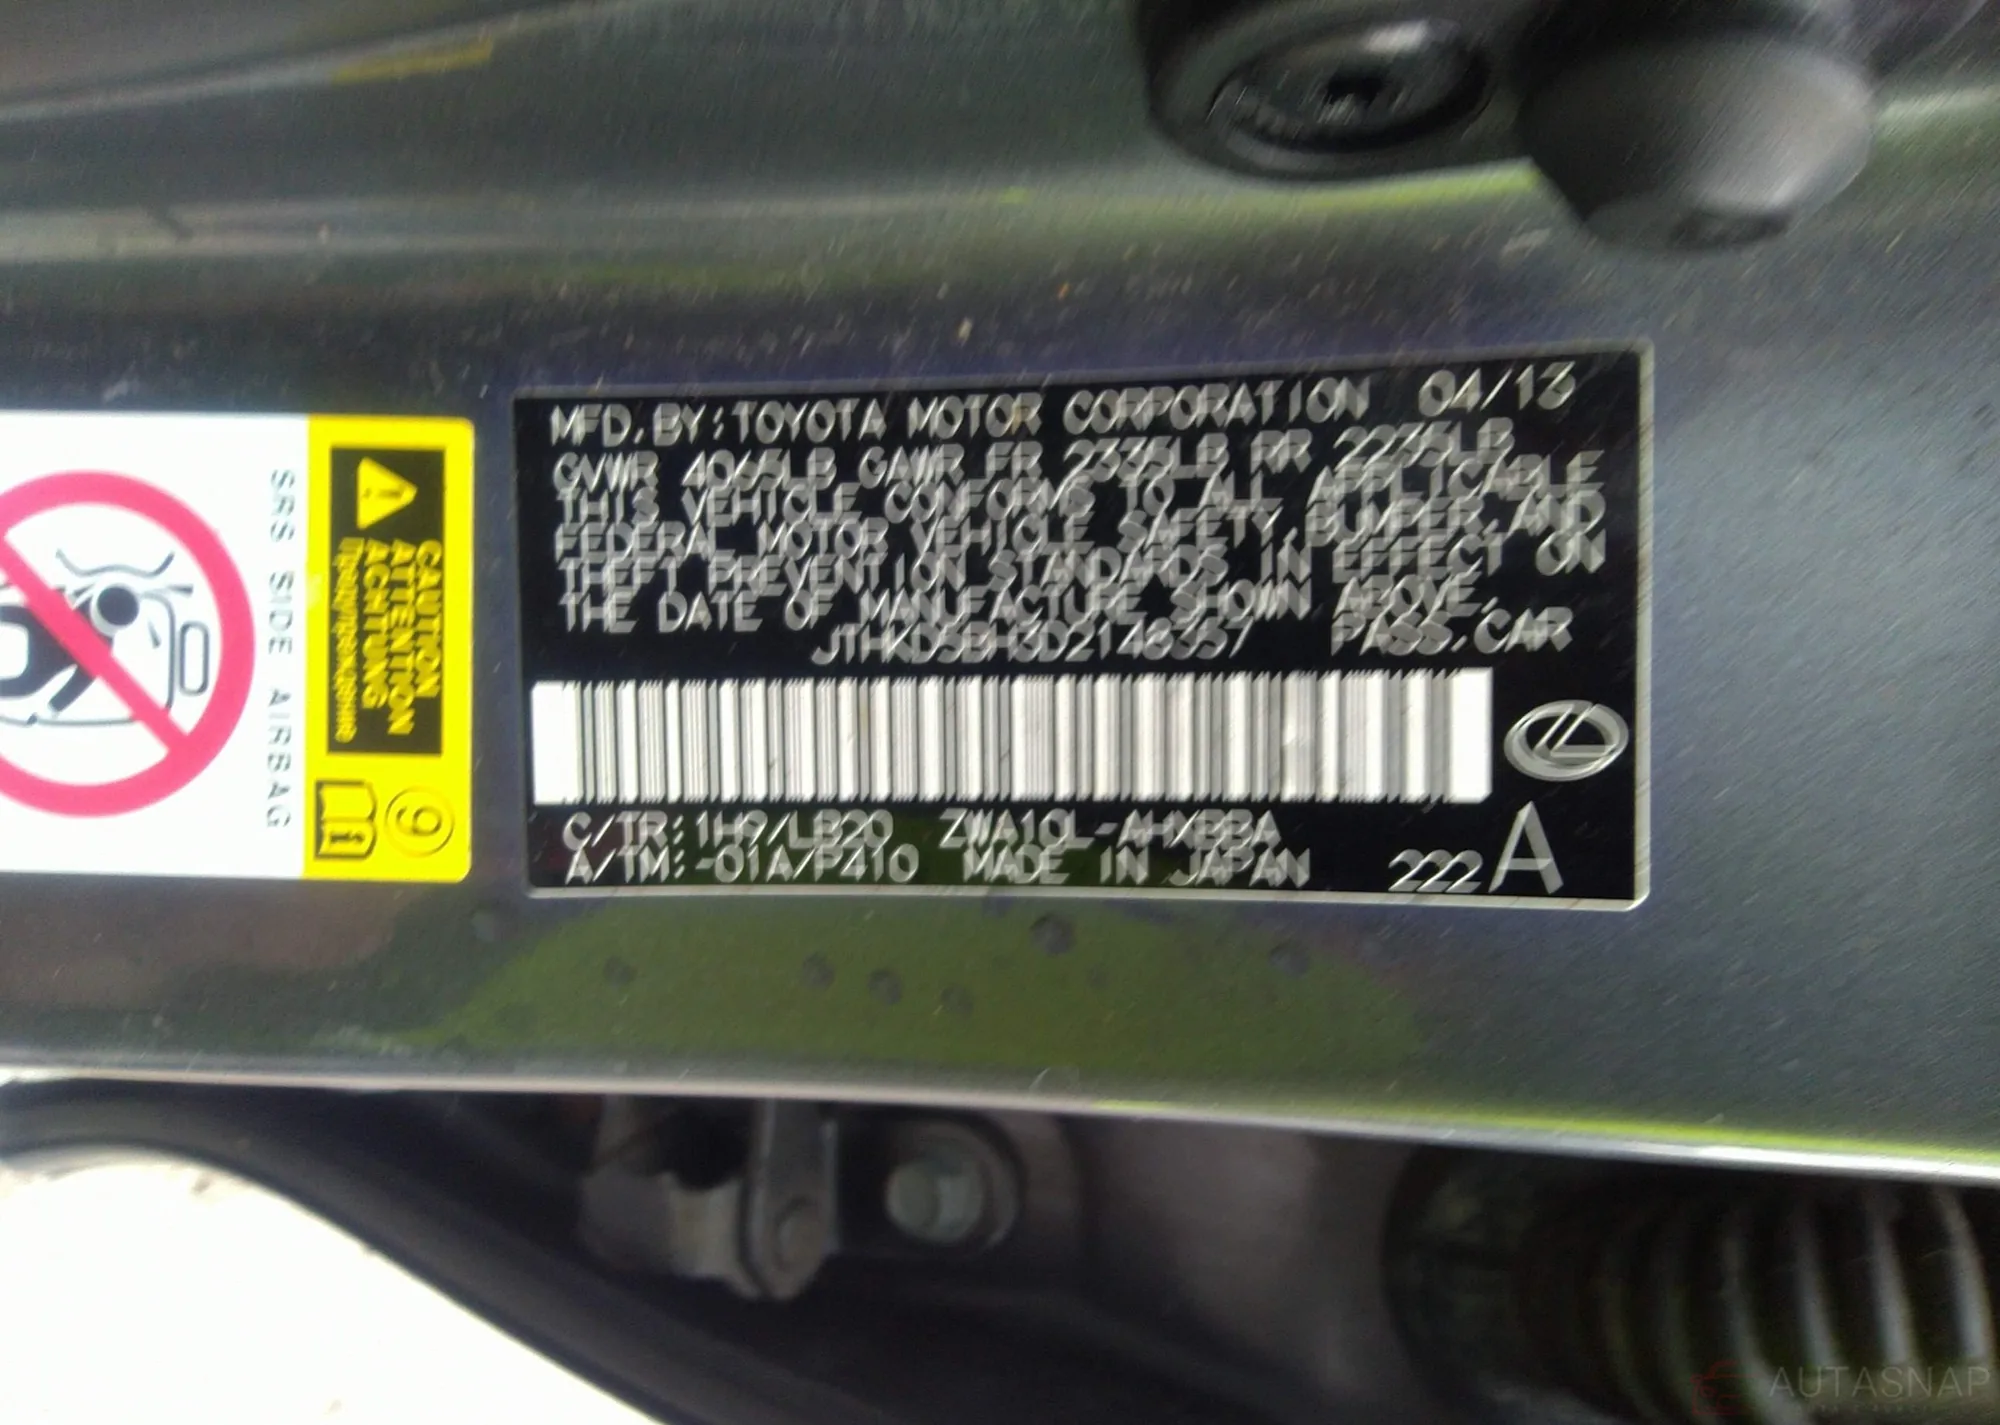 MFD. BY: TOYOTA MOTOR CORPORATION 04/13
GVWR 4065LB GAWR FR 2335LB RR 2235LB
THIS VEHICLE CONFORMS TO ALL APPLICABLE
FEDERAL MOTOR VEHICLE SAFETY, BUMPER, AND
THEFT PREVENTION STANDARDS IN EFFECT ON
THE DATE OF MANUFACTURE SHOWN ABOVE.
JTHKD5BH3D2148357 PASS. CAR
C/TR: 1H9/LB20 ZWA10L-AHXBBA
A/TM: -01A/P410 MADE IN JAPAN 222 A
SRS SIDE AIRBAG
CAUTION
ATTENTION
ACHTUNG
9
AUTASNAP